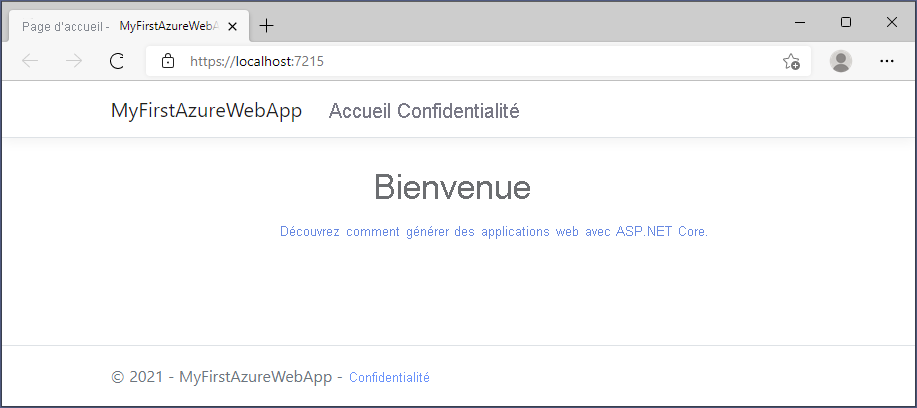 Page d'accueil - MyFirstAzureWebA
https://localhost:7215
MyFirstAzureWebApp Accueil Confidentialité
Bienvenue
Découvrez comment générer des applications web avec ASP.NET Core.
© 2021 - MyFirstAzureWebApp - Confidentialité